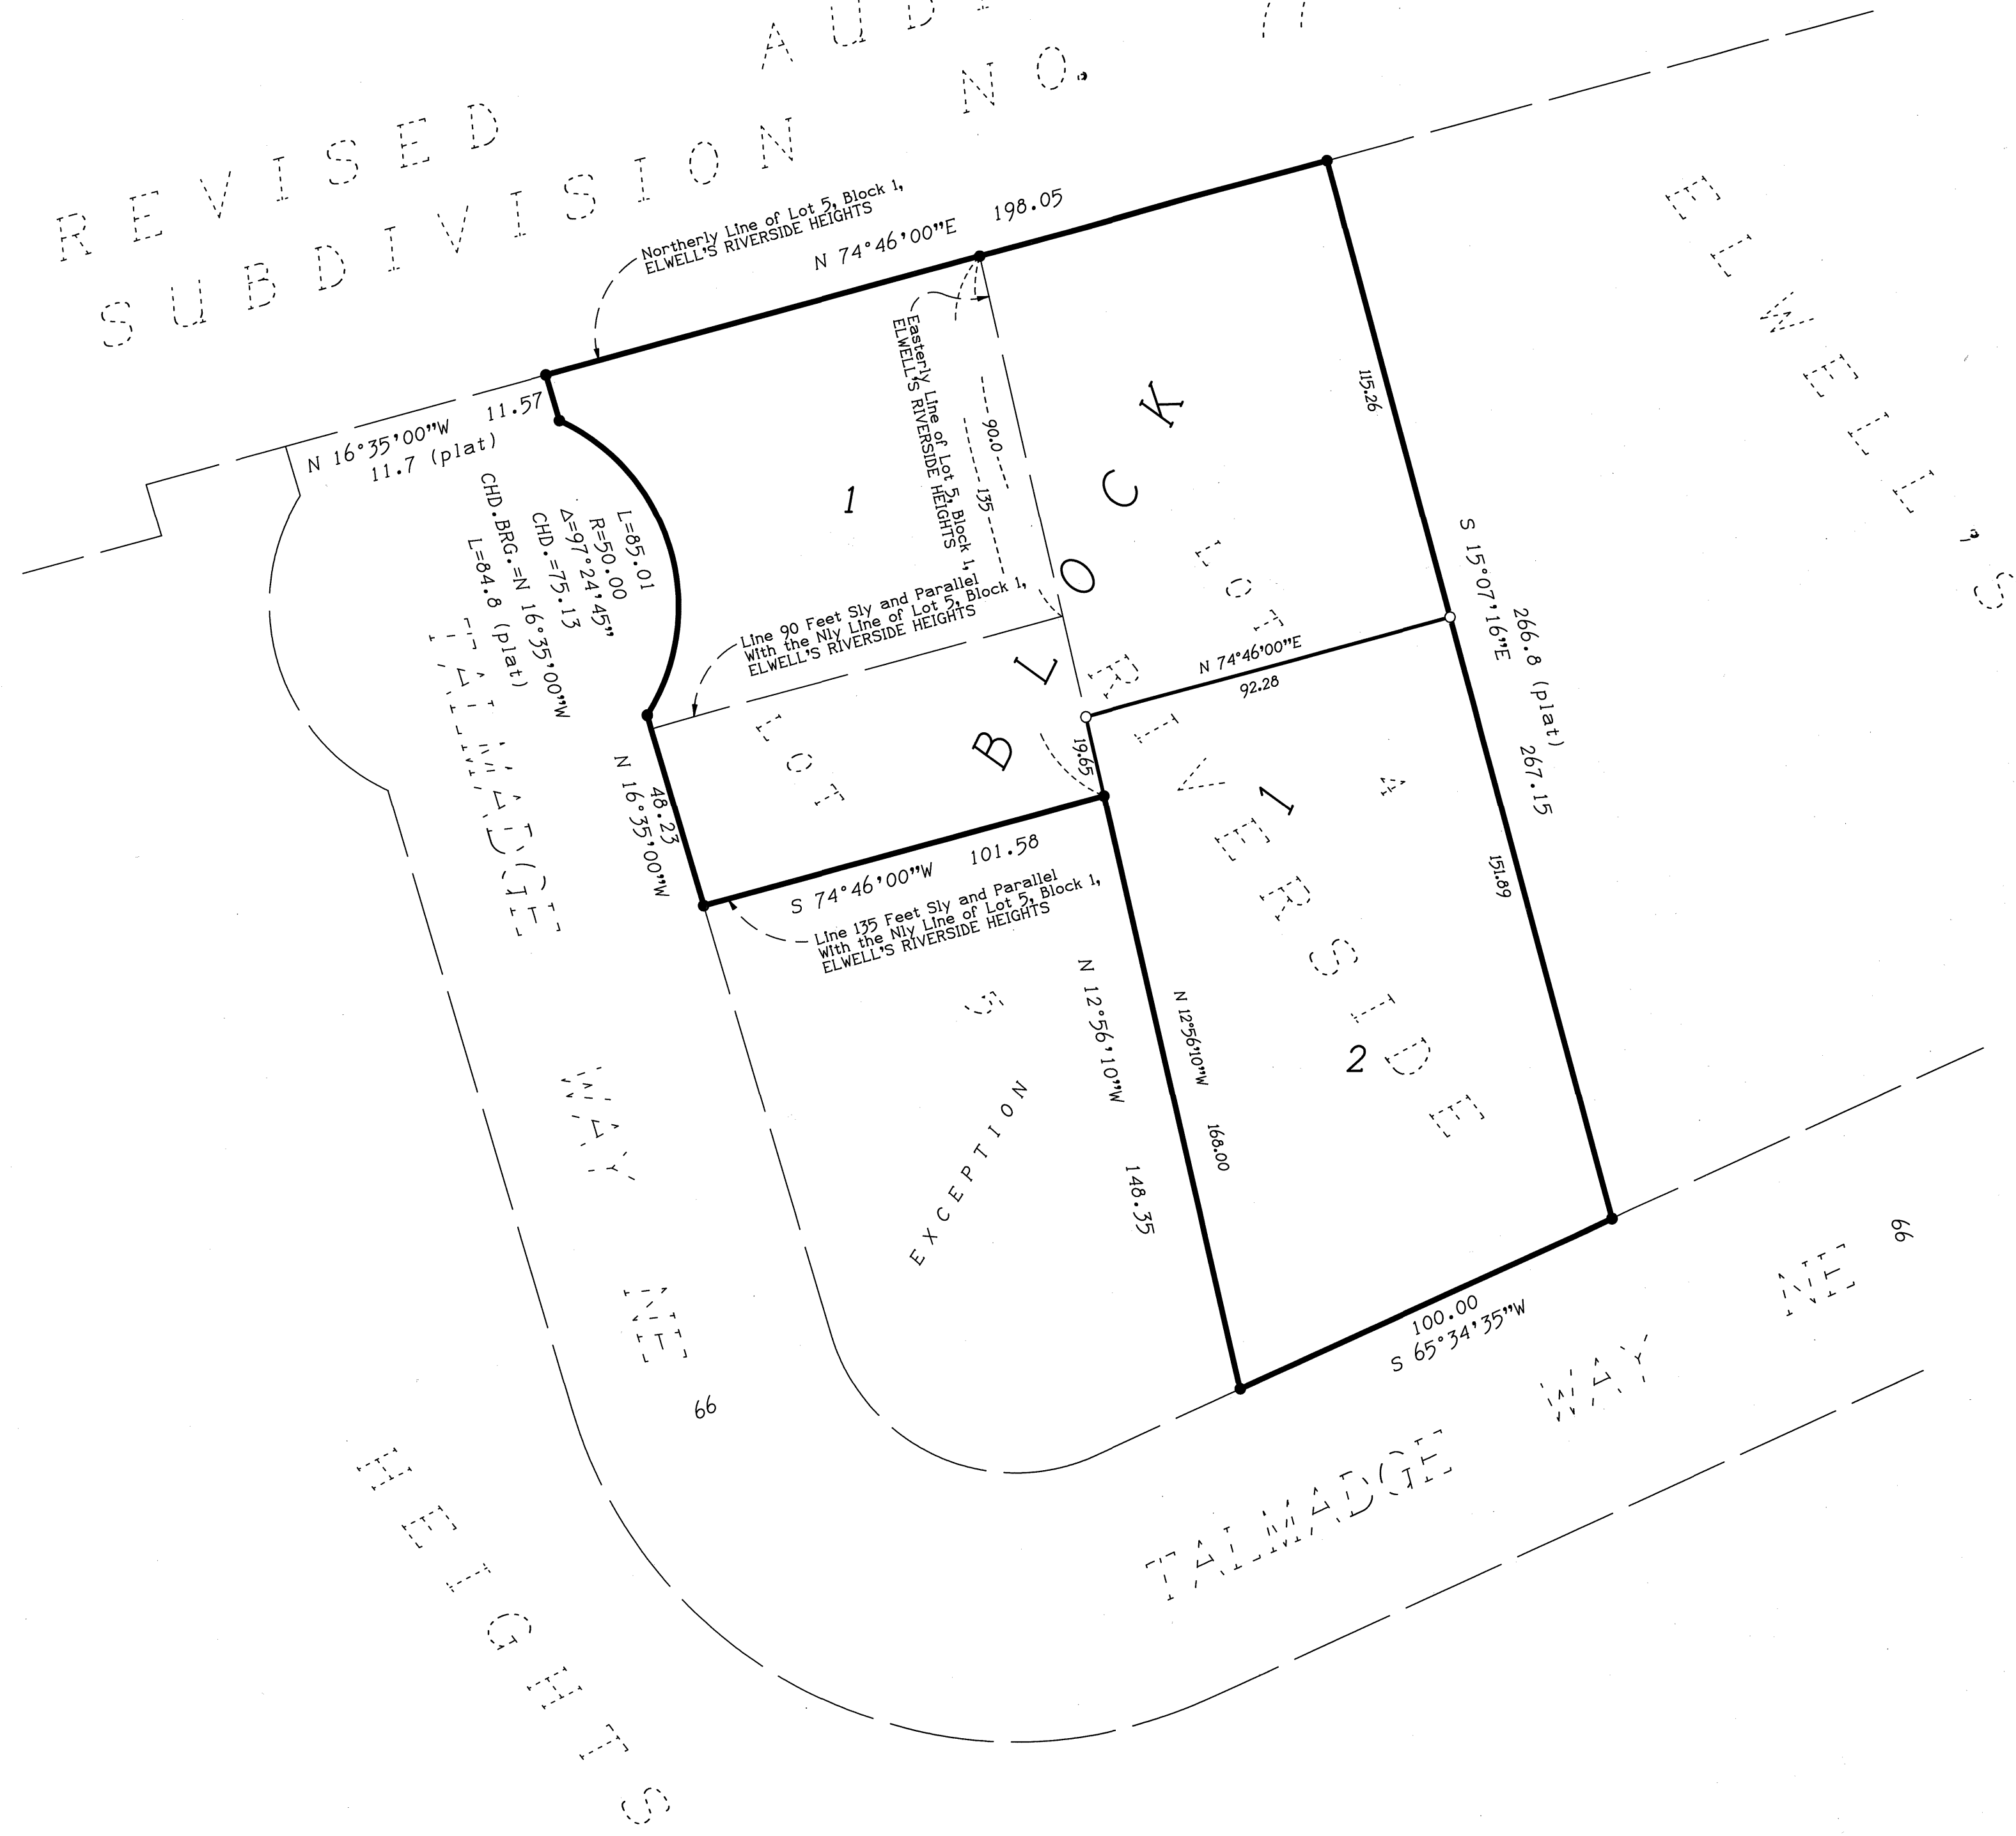 REVISED AUDI
SUBDIVISION NO.
Northerly Line of Lot 5, Block 1,
ELWELL'S RIVERSIDE HEIGHTS
N 74°46'00"E 198.05
N 16°35'00"W 11.57
11.7 (plat)
L=85.01
R=50.00
Δ=97°24'45"
CHD.=75.13
CHD.BRG.=N 16°35'00"W
L=84.8 (plat)
1
Easterly Line of Lot 5, Block 1,
ELWELL'S RIVERSIDE HEIGHTS
90.0
135
BLOCK 1
115.26
S 15°07'16"E
266.8 (plat)
267.15
ELWELL'S
LOT 4
N 74°46'00"E
92.28
19.65
Line 90 Feet Sly and Parallel
With the Nly Line of Lot 5, Block 1,
ELWELL'S RIVERSIDE HEIGHTS
LOT 5
48.23
N 16°35'00"W
S 74°46'00"W 101.58
Line 135 Feet Sly and Parallel
With the Nly Line of Lot 5, Block 1,
ELWELL'S RIVERSIDE HEIGHTS
RIVERSIDE
151.89
2
N 12°56'10"W 148.35
N 12°56'10"W 168.00
EXCEPTION
100.00
S 65°34'35"W
TALMADGE WAY NE
66
TALMADGE WAY NE
66
HEIGHTS